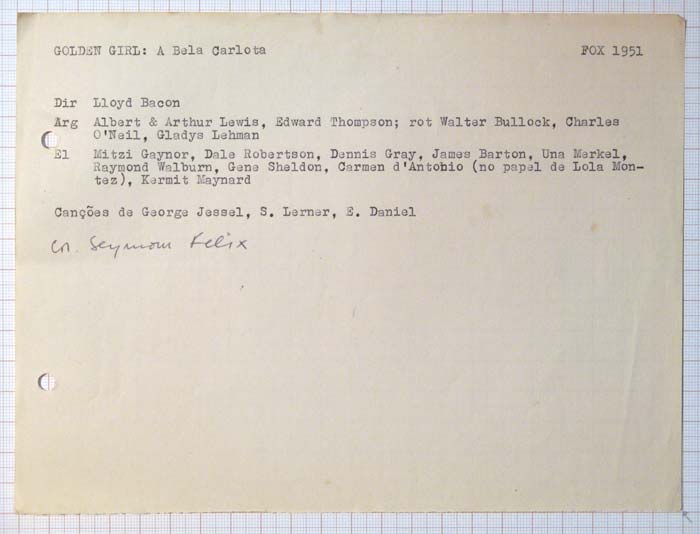 GOLDEN GIRL: A Bela Carlota FOX 1951
Dir Lloyd Bacon
Arg Albert & Arthur Lewis, Edward Thompson; rot Walter Bullock, Charles
O'Neil, Gladys Lehman
El Mitzi Gaynor, Dale Robertson, Dennis Gray, James Barton, Una Merkel,
Raymond Walburn, Gene Sheldon, Carmen d'Antobio (no papel de Lola Mon-
tez), Kermit Maynard
Canções de George Jessel, S. Lerner, E. Daniel
Cn. Seymour Felix